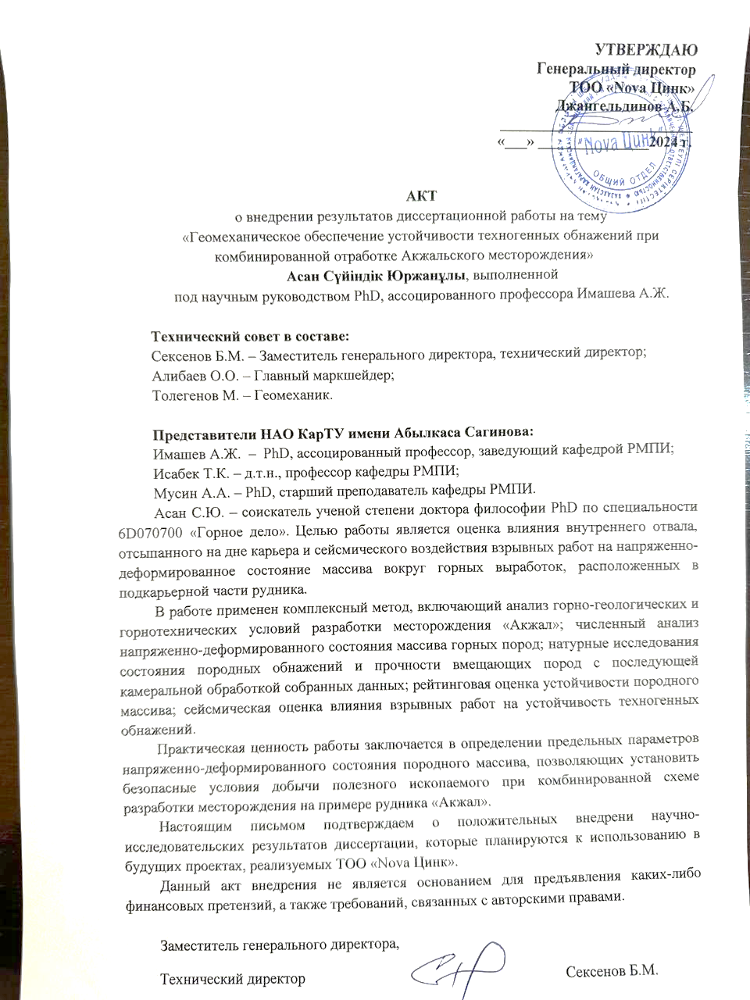 УТВЕРЖДАЮ
Генеральный директор
ТОО «Nova Цинк»
Джангельдинов А.Б.
«___» _______________2024 г.
"Nova Цинк"
ОБЩИЙ ОТДЕЛ
АКТ
о внедрении результатов диссертационной работы на тему
«Геомеханическое обеспечение устойчивости техногенных обнажений при
комбинированной отработке Акжальского месторождения»
Асан Сүйіндік Юржанұлы, выполненной
под научным руководством PhD, ассоциированного профессора Имашева А.Ж.
Технический совет в составе:
Сексенов Б.М. – Заместитель генерального директора, технический директор;
Алибаев О.О. – Главный маркшейдер;
Толегенов М. – Геомеханик.
Представители НАО КарТУ имени Абылкаса Сагинова:
Имашев А.Ж. – PhD, ассоциированный профессор, заведующий кафедрой РМПИ;
Исабек Т.К. – д.т.н., профессор кафедры РМПИ;
Мусин А.А. – PhD, старший преподаватель кафедры РМПИ.
Асан С.Ю. – соискатель ученой степени доктора философии PhD по специальности
6D070700 «Горное дело». Целью работы является оценка влияния внутреннего отвала,
отсыпанного на дне карьера и сейсмического воздействия взрывных работ на напряженно-
деформированное состояние массива вокруг горных выработок, расположенных в
подкарьерной части рудника.
В работе применен комплексный метод, включающий анализ горно-геологических и
горнотехнических условий разработки месторождения «Акжал»; численный анализ
напряженно-деформированного состояния массива горных пород; натурные исследования
состояния породных обнажений и прочности вмещающих пород с последующей
камеральной обработкой собранных данных; рейтинговая оценка устойчивости породного
массива; сейсмическая оценка влияния взрывных работ на устойчивость техногенных
обнажений.
Практическая ценность работы заключается в определении предельных параметров
напряженно-деформированного состояния породного массива, позволяющих установить
безопасные условия добычи полезного ископаемого при комбинированной схеме
разработки месторождения на примере рудника «Акжал».
Настоящим письмом подтверждаем о положительных внедрени научно-
исследовательских результатов диссертации, которые планируются к использованию в
будущих проектах, реализуемых ТОО «Nova Цинк».
Данный акт внедрения не является основанием для предъявления каких-либо
финансовых претензий, а также требований, связанных с авторскими правами.
Заместитель генерального директора,
Технический директор
Сексенов Б.М.